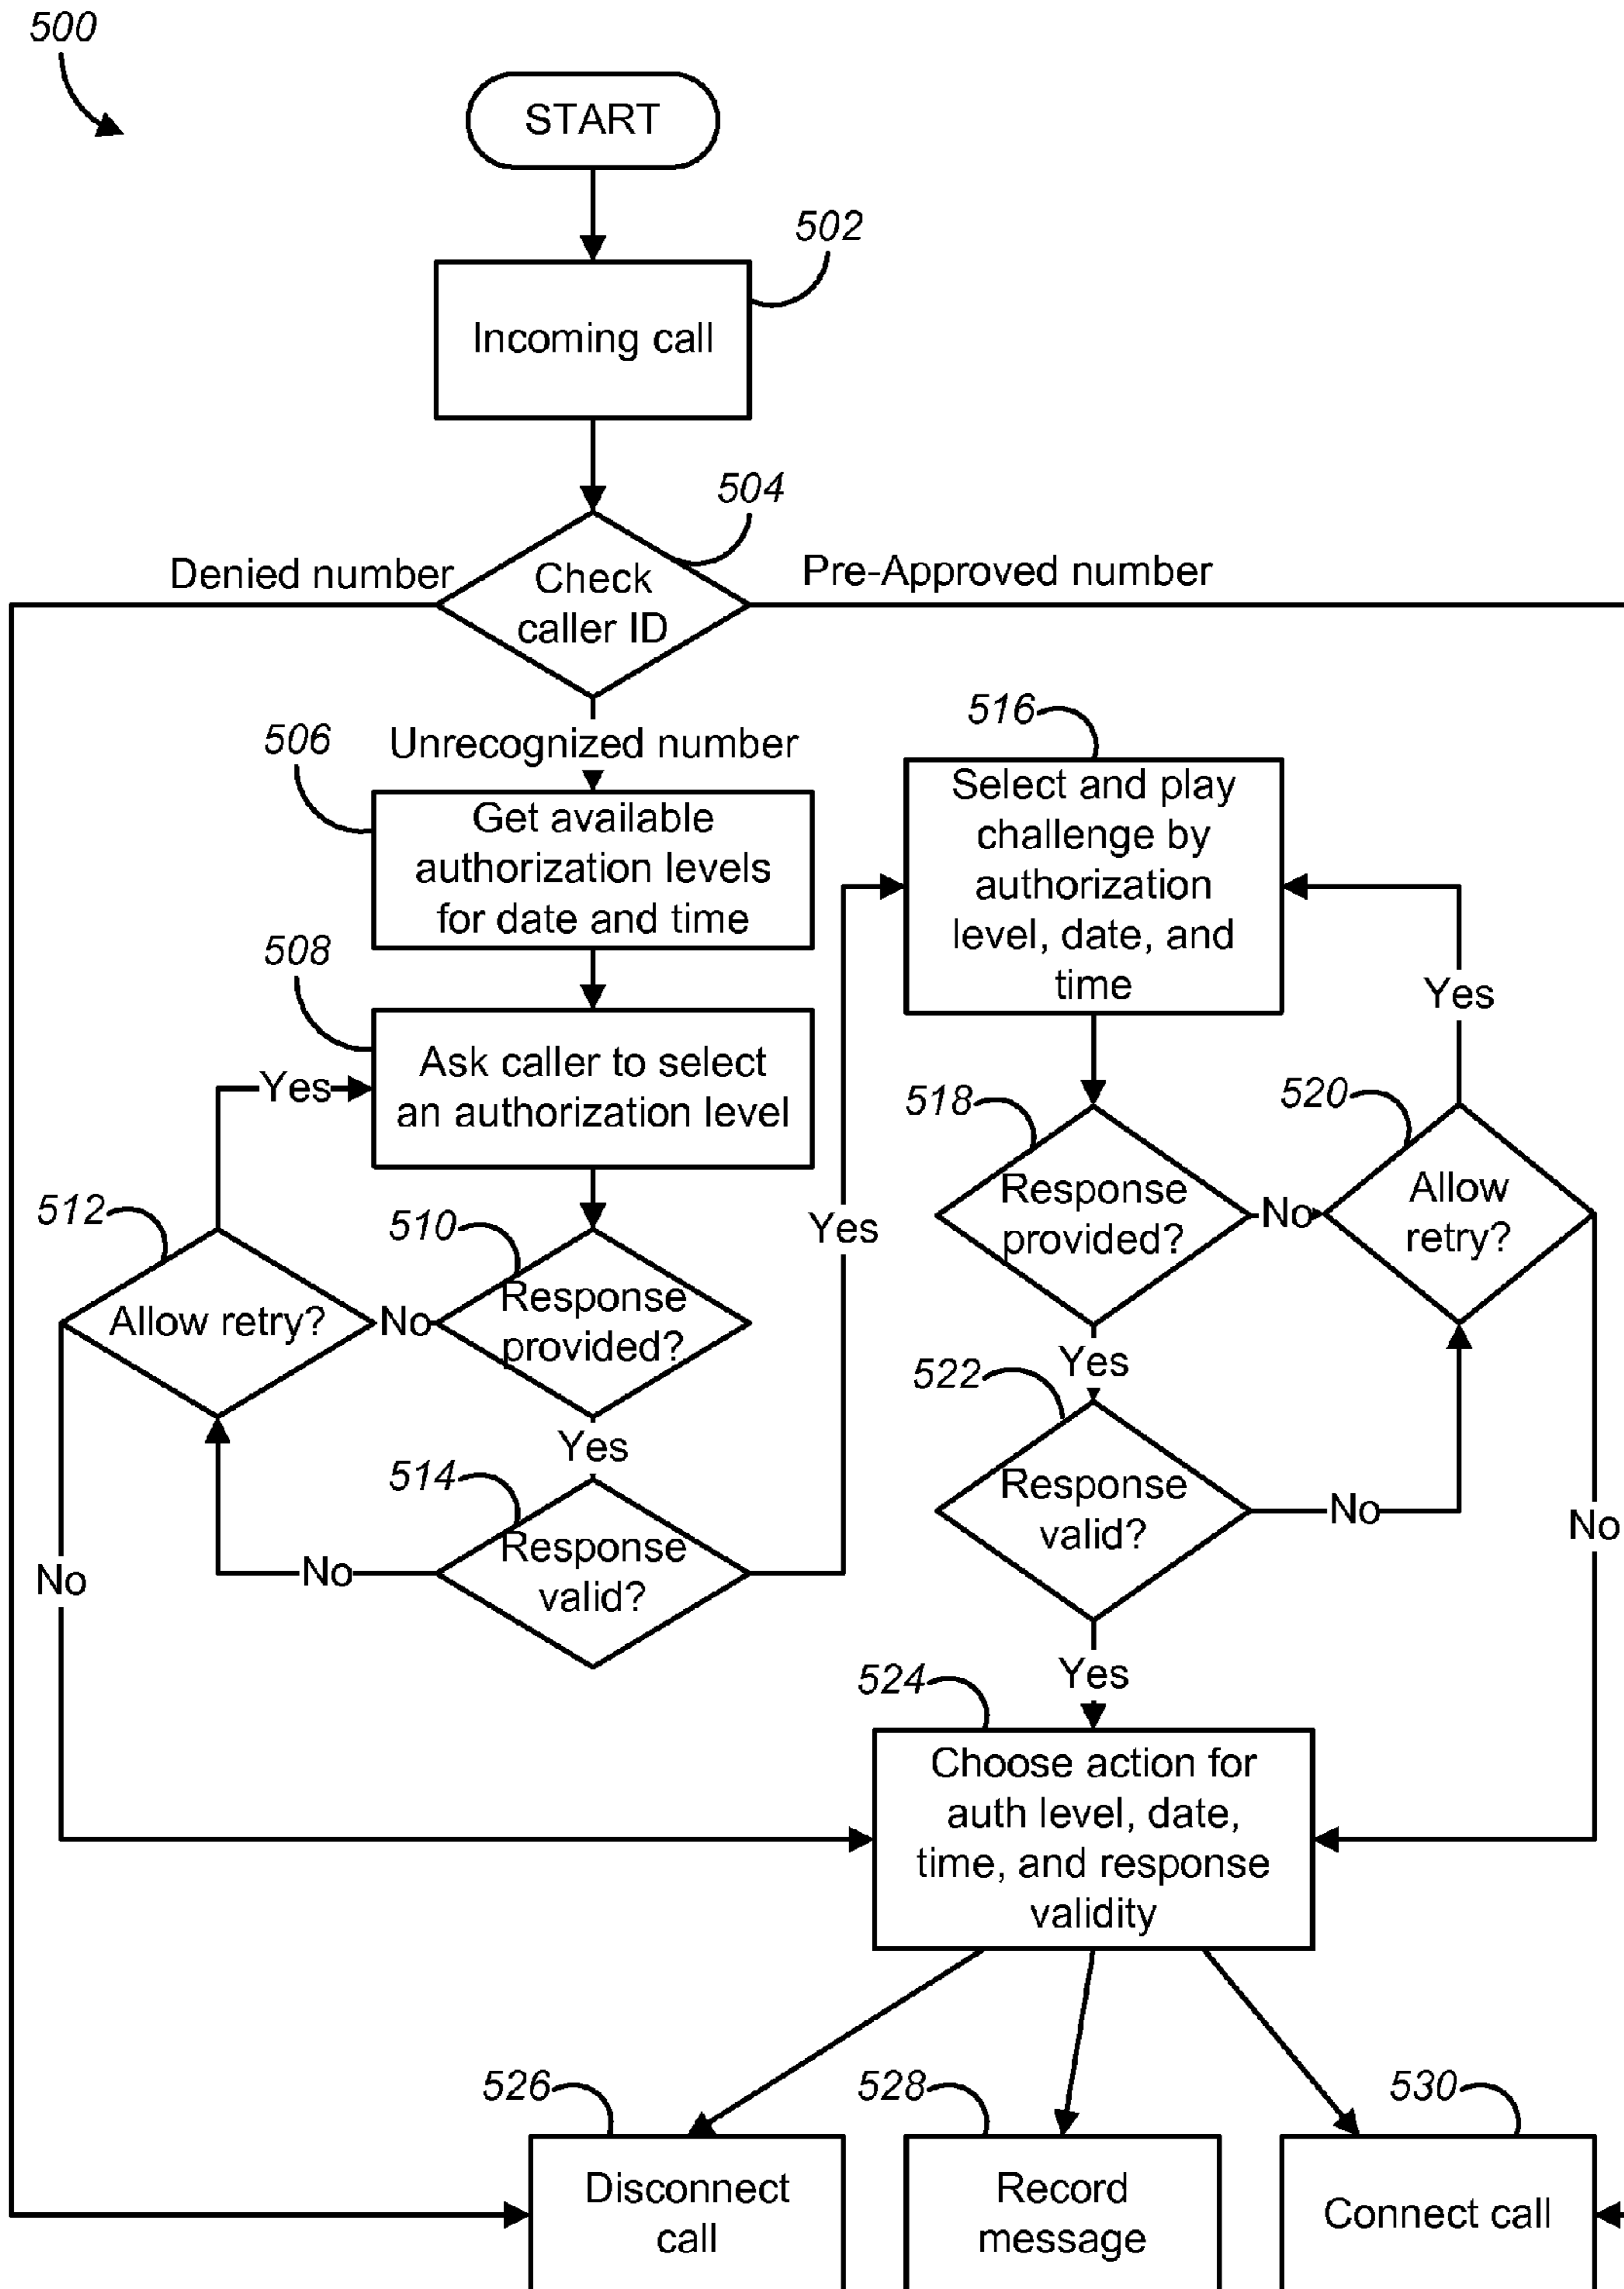 500
START
502
Incoming call
504
Denied number
Check
caller ID
Pre-Approved number
Unrecognized number
506
Get available
authorization levels
for date and time
508
Ask caller to select
an authorization level
Yes
512
Allow retry?
No
510
Response
provided?
Yes
514
Response
valid?
No
No
Yes
516
Select and play
challenge by
authorization
level, date, and
time
Yes
518
Response
provided?
No
520
Allow
retry?
Yes
522
Response
valid?
No
No
Yes
524
Choose action for
auth level, date,
time, and response
validity
526
Disconnect
call
528
Record
message
530
Connect call